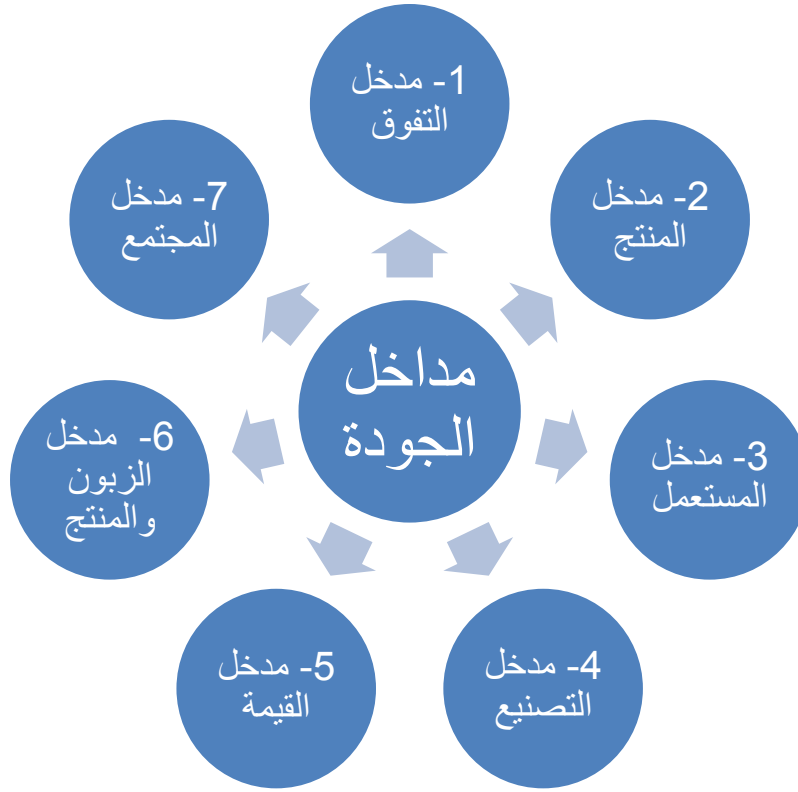 مداخل
الجودة
1- مدخل
التفوق
2- مدخل
المنتج
3- مدخل
المستعمل
4- مدخل
التصنيع
5- مدخل
القيمة
6- مدخل
الزبون
والمنتج
7- مدخل
المجتمع